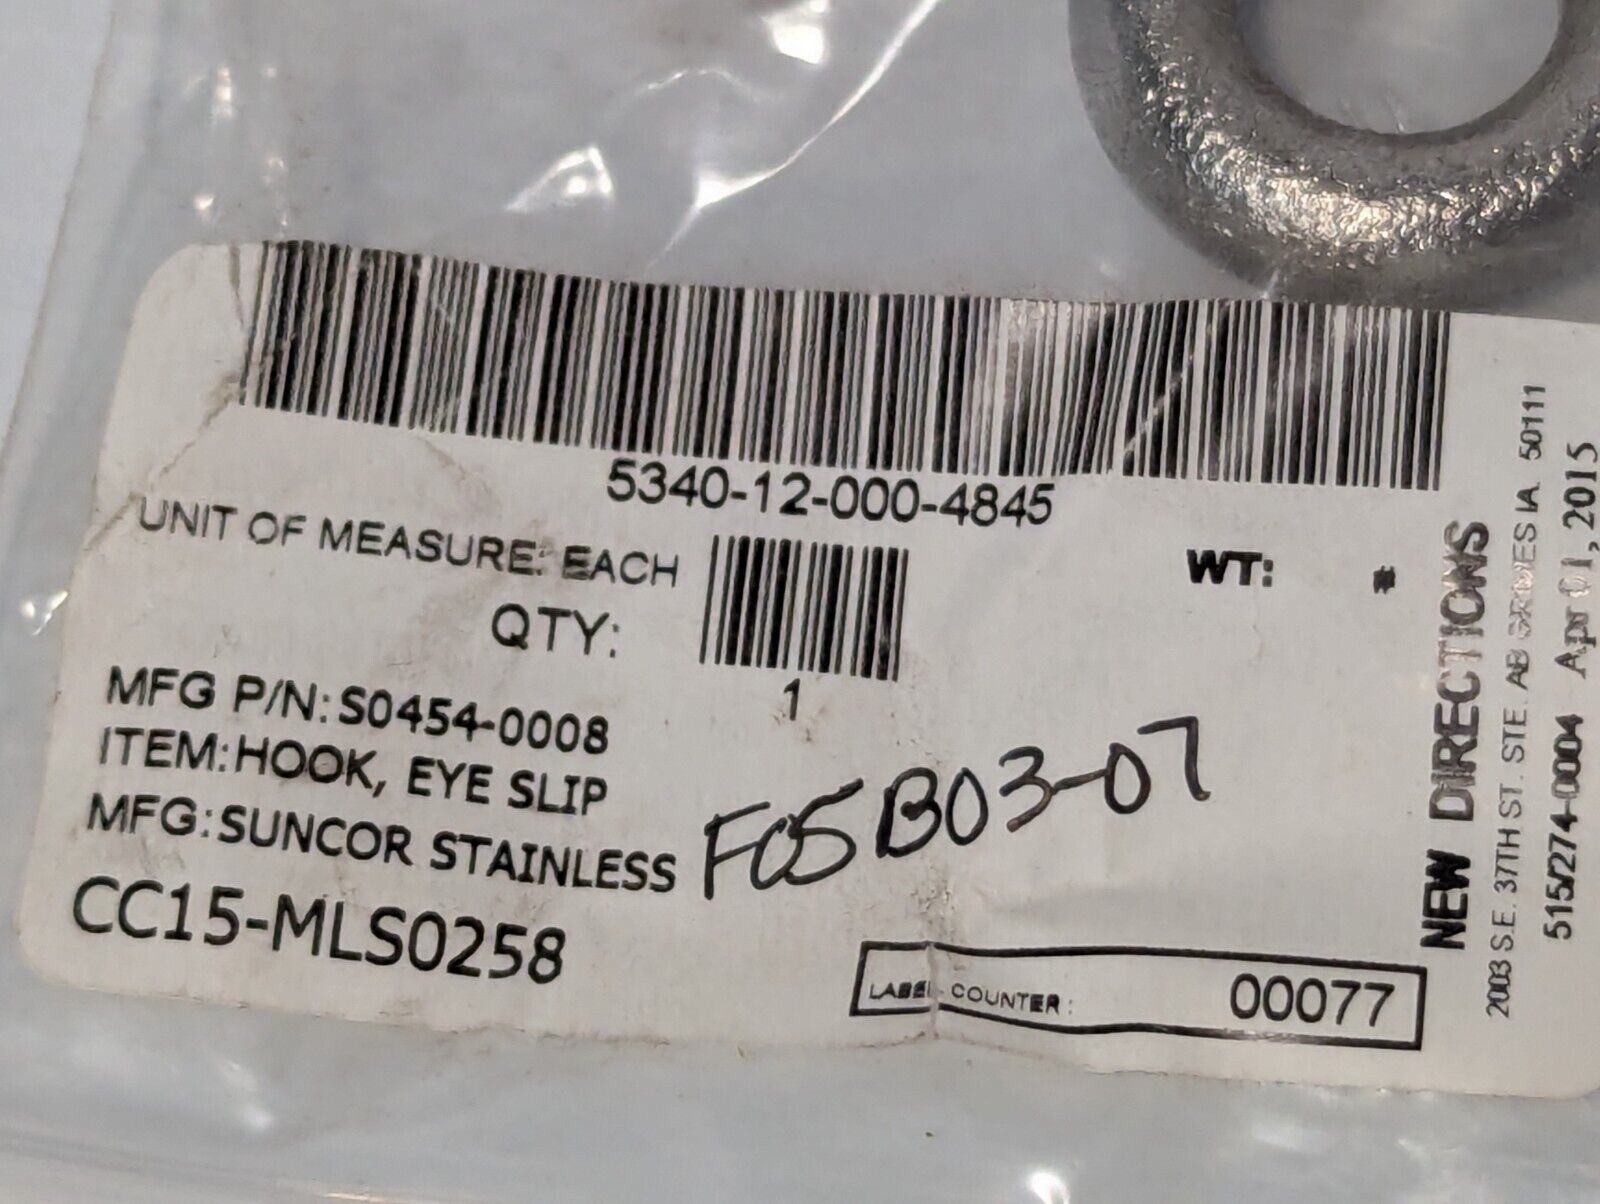 5340-12-000-4845
UNIT OF MEASURE: EACH
WT: #
QTY:
1
MFG P/N: S0454-0008
ITEM: HOOK, EYE SLIP
MFG: SUNCOR STAINLESS
F05B03-07
CC15-MLS0258
LABEL COUNTER: 00077
NEW DIRECTIONS
2003 S.E. 37TH ST. STE. AB GRIMES IA. 50111
515/274-0004 Apr 01, 2015